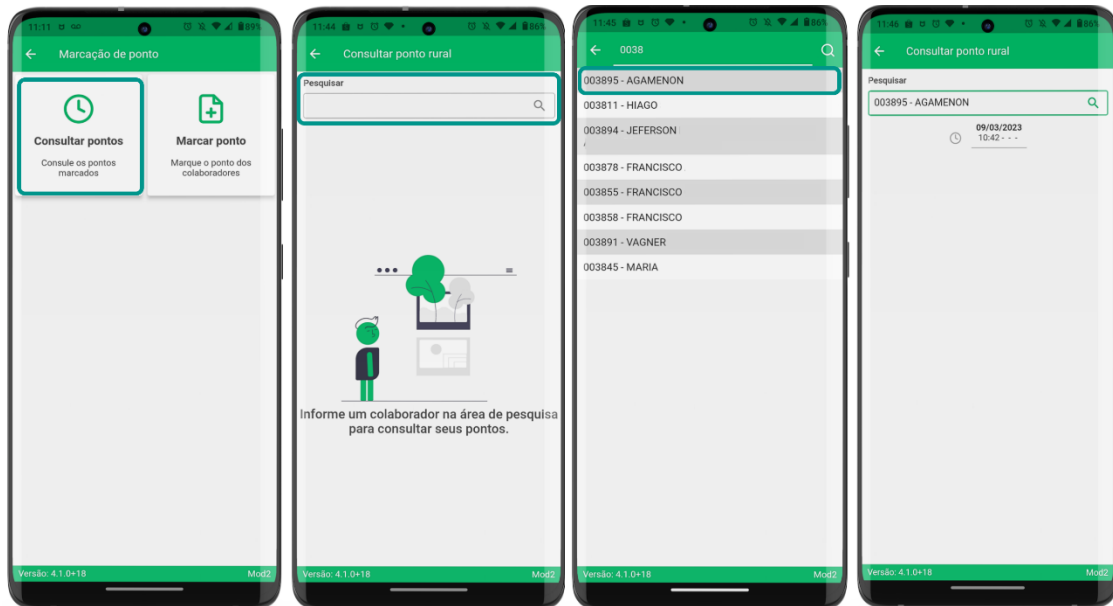 11:11
89%
Marcação de ponto
Consultar pontos
Consule os pontos
marcados
Marcar ponto
Marque o ponto dos
colaboradores
Versão: 4.1.0+18
Mod2
11:44
86%
Consultar ponto rural
Pesquisar
Informe um colaborador na área de pesquisa
para consultar seus pontos.
Versão: 4.1.0+18
Mod2
11:45
86%
0038
003895 - AGAMENON
003811 - HIAGO
003894 - JEFERSON
003878 - FRANCISCO
003855 - FRANCISCO
003858 - FRANCISCO
003891 - VAGNER
003845 - MARIA
Versão: 4.1.0+18
Mod2
11:46
86%
Consultar ponto rural
Pesquisar
003895 - AGAMENON
09/03/2023
10:42 - - -
Versão: 4.1.0+18
Mod2